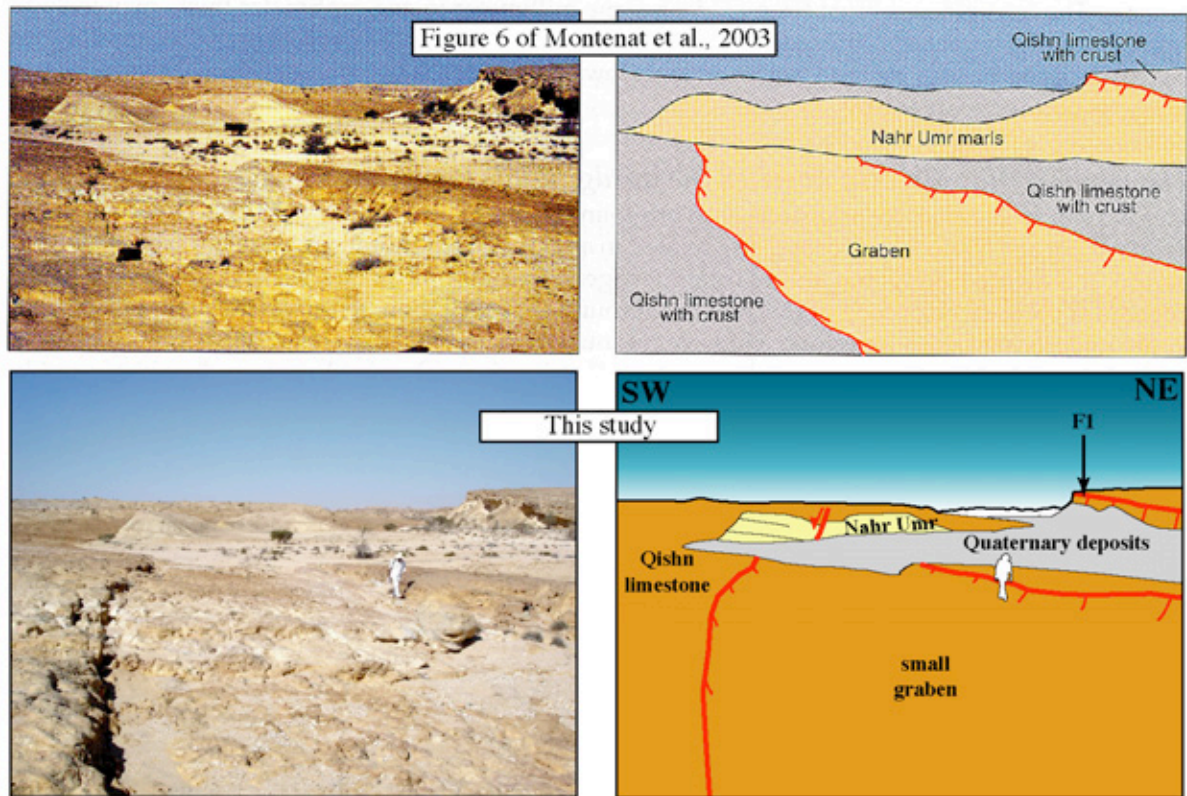 Figure 6 of Montenat et al., 2003
Qishn limestone
with crust
Nahr Umr marls
Qishn limestone
with crust
Graben
Qishn limestone
with crust
This study
SW
NE
F1
Nahr Umr
Quaternary deposits
Qishn
limestone
small
graben